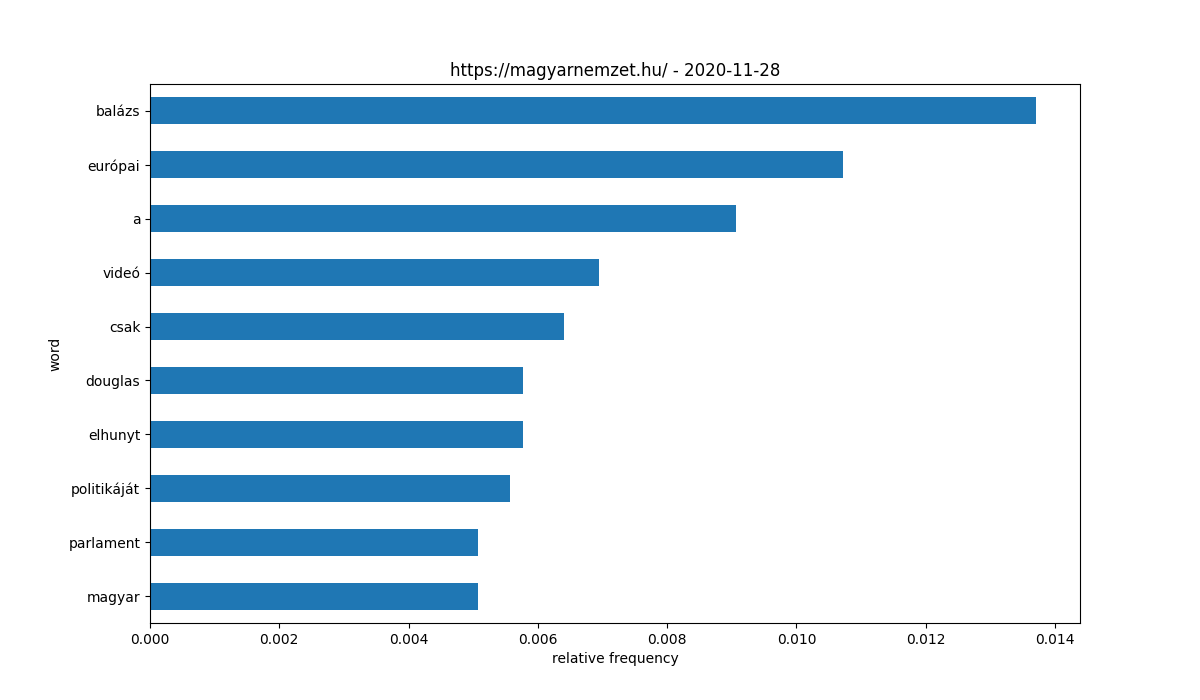 https://magyarnemzet.hu/ - 2020-11-28
balázs
európai
a
videó
csak
douglas
elhunyt
politikáját
parlament
magyar
word
0.000 0.002 0.004 0.006 0.008 0.010 0.012 0.014
relative frequency